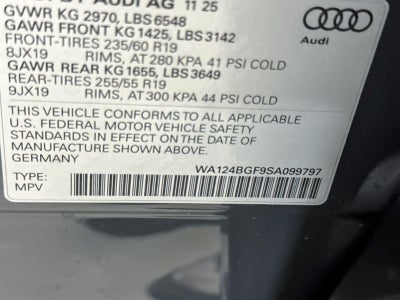 BY AUDI AG 11 25
GVWR KG 2970, LBS 6548
GAWR FRONT KG 1425, LBS 3142
FRONT-TIRES 235/60 R19
8JX19 RIMS, AT 280 KPA 41 PSI COLD
GAWR REAR KG 1655, LBS 3649
REAR-TIRES 255/55 R19
9JX19 RIMS, AT 300 KPA 44 PSI COLD
THIS VEHICLE CONFORMS TO ALL APPLICABLE
U.S. FEDERAL MOTOR VEHICLE SAFETY
STANDARDS IN EFFECT ON THE DATE OF
MANUFACTURE SHOWN ABOVE.
GERMANY
WA124BGF9SA099797
TYPE:
MPV
Audi